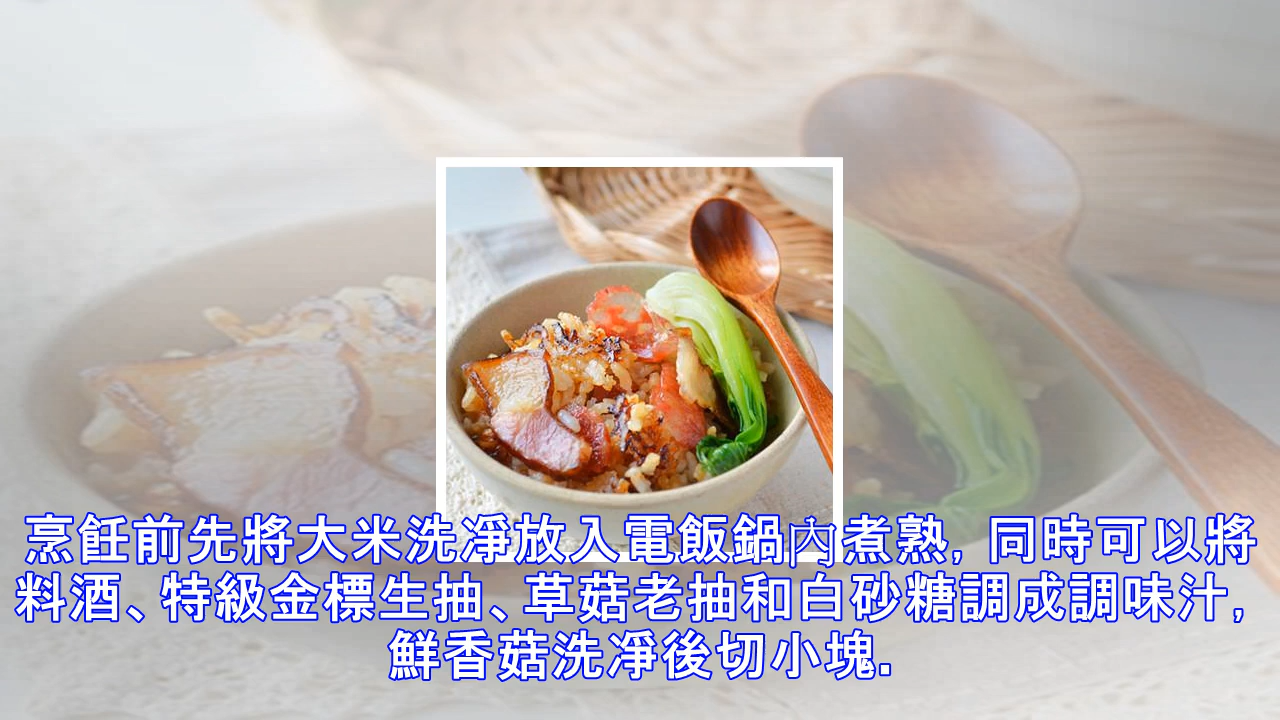 烹飪前先將大米洗淨放入電飯鍋內煮熟, 同時可以將
料酒、特級金標生抽、草菇老抽和白砂糖調成調味汁,
鮮香菇洗凈後切小塊.